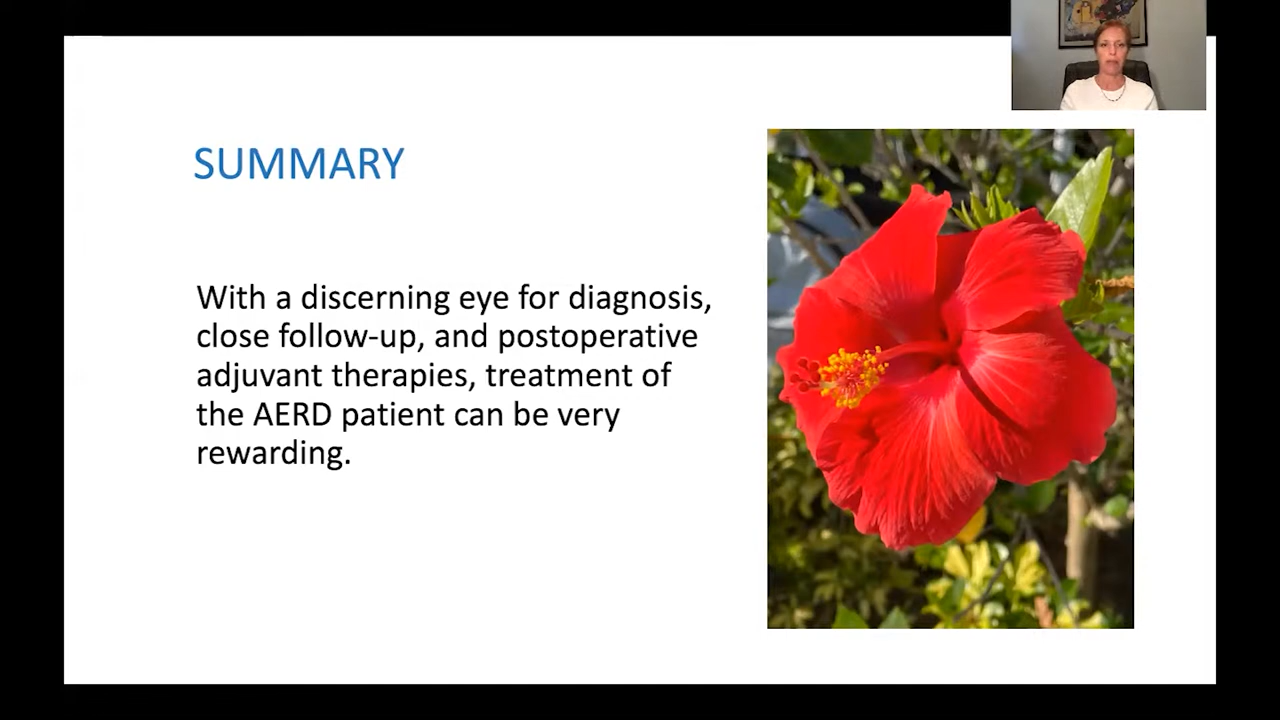 SUMMARY
With a discerning eye for diagnosis,
close follow-up, and postoperative
adjuvant therapies, treatment of
the AERD patient can be very
rewarding.